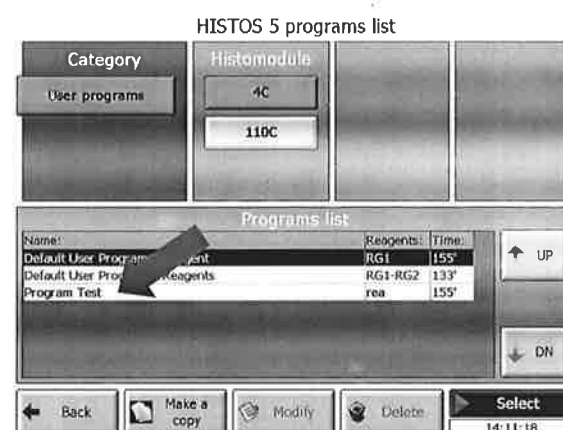 HISTOS 5 programs list
Category
Histomodule
User programs
4C
110C
Programs list
Name: Reagents: Time:
Default User Program gent RG1 155'
Default User Pro Reagents RG1-RG2 133'
Program Test rea 155'
UP
DN
Back
Make a
copy
Modify
Delete
Select
14:11:18